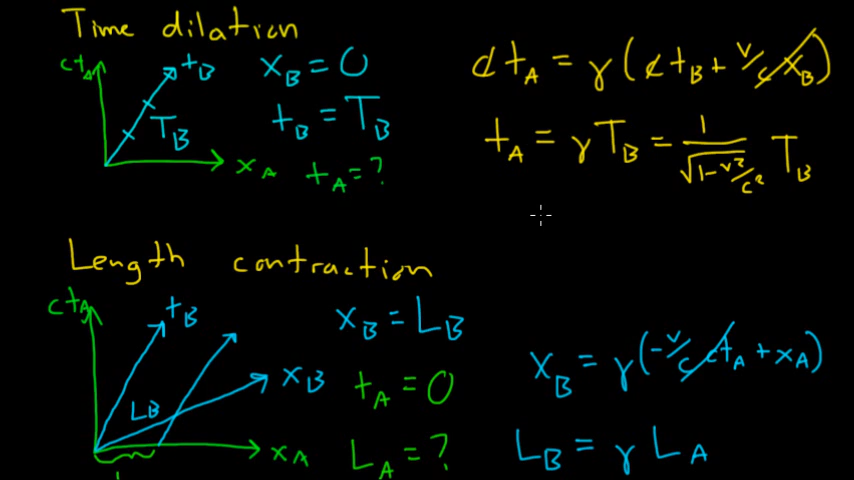 Time dilation
ctA
tB
TB
xA
xB = 0
tB = TB
tA = ?
ctA = γ(ctB + v/c xB)
tA = γTB = 1/√1-v²/c² TB
Length contraction
ctA
tB
xB
LB
xA
xB = LB
tA = 0
LA = ?
xB = γ(-v/c ctA + xA)
LB = γ LA